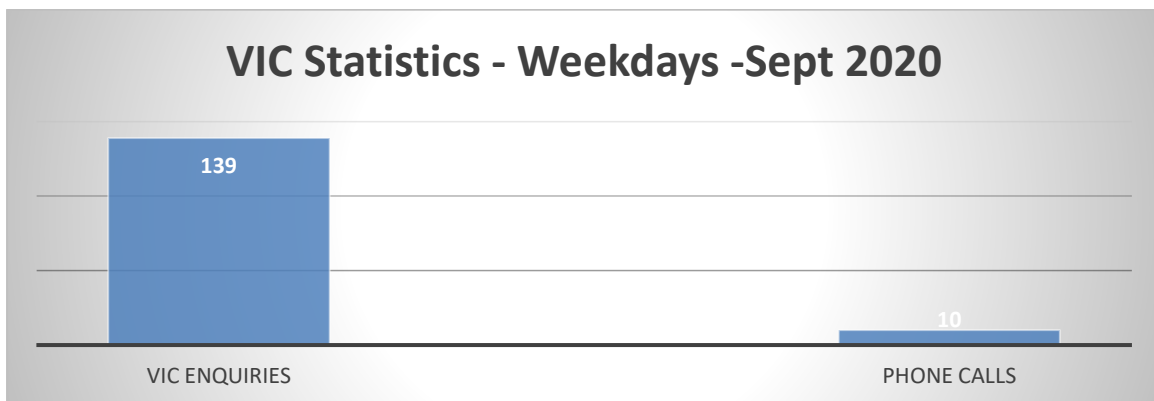 VIC Statistics - Weekdays -Sept 2020
139
10
VIC ENQUIRIES
PHONE CALLS